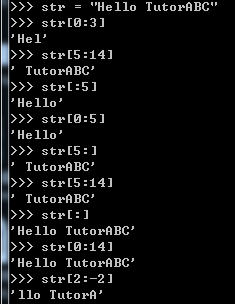 >>> str = "Hello TutorABC"
>>> str[0:3]
'Hel'
>>> str[5:14]
' TutorABC'
>>> str[:5]
'Hello'
>>> str[0:5]
'Hello'
>>> str[5:]
' TutorABC'
>>> str[5:14]
' TutorABC'
>>> str[:]
'Hello TutorABC'
>>> str[0:14]
'Hello TutorABC'
>>> str[2:-2]
'llo TutorA'